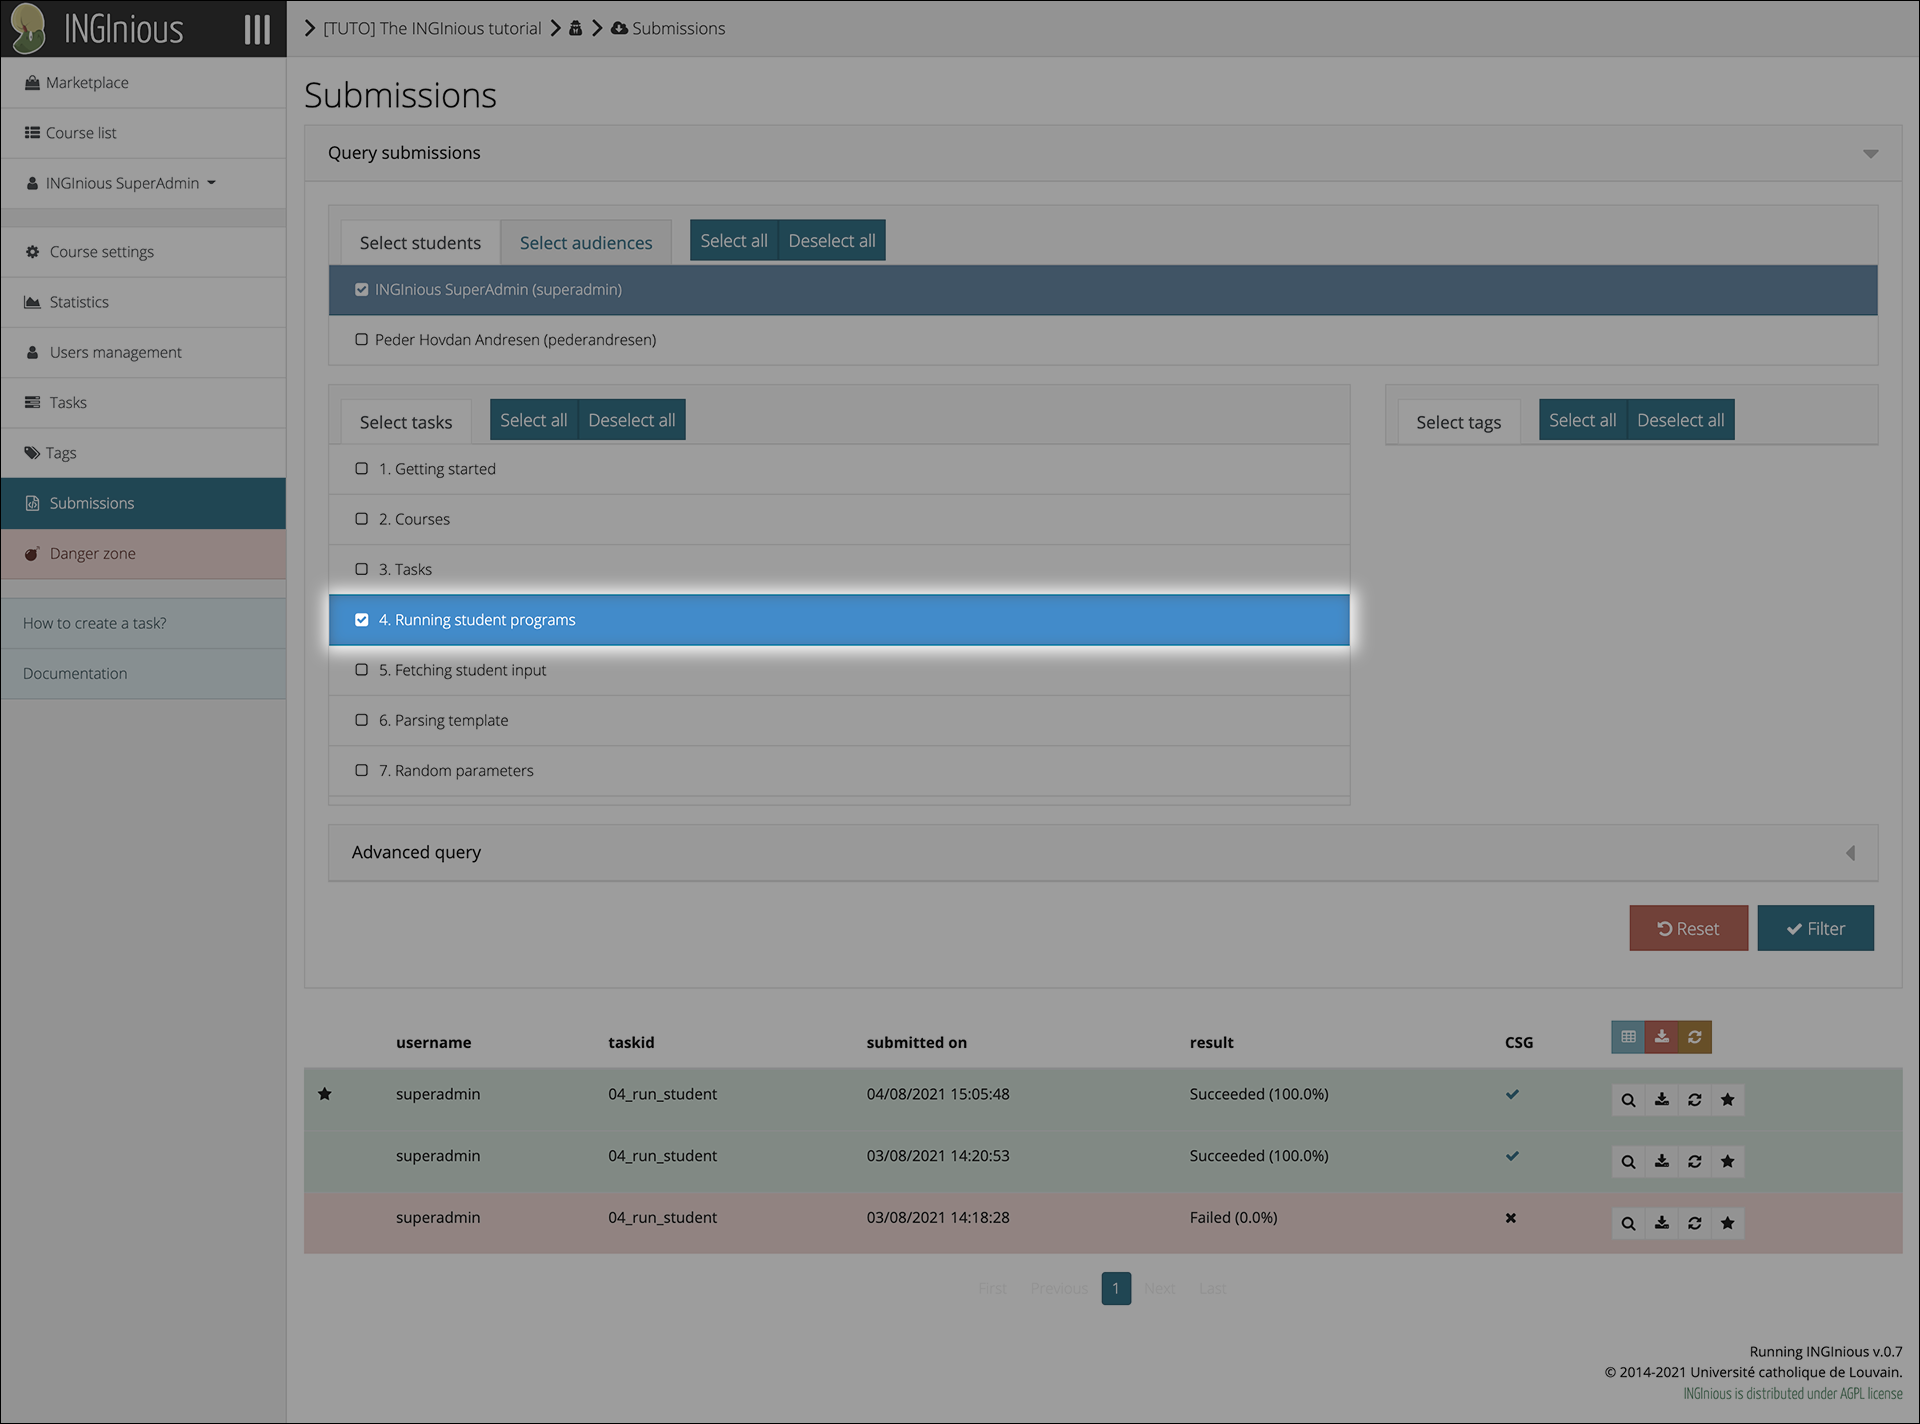 INGInious
[TUTO] The INGInious tutorial Submissions
Marketplace
Course list
INGInious SuperAdmin
Course settings
Statistics
Users management
Tasks
Tags
Submissions
Danger zone
How to create a task?
Documentation
Submissions
Query submissions
Select students Select audiences Select all Deselect all
INGInious SuperAdmin (superadmin)
Peder Hovdan Andresen (pederandresen)
Select tasks Select all Deselect all
1. Getting started
2. Courses
3. Tasks
4. Running student programs
5. Fetching student input
6. Parsing template
7. Random parameters
Select tags Select all Deselect all
Advanced query
Reset Filter
username taskid submitted on result CSG
superadmin 04_run_student 04/08/2021 15:05:48 Succeeded (100.0%)
superadmin 04_run_student 03/08/2021 14:20:53 Succeeded (100.0%)
superadmin 04_run_student 03/08/2021 14:18:28 Failed (0.0%)
First Previous 1 Next Last
Running INGInious v.0.7
© 2014-2021 Université catholique de Louvain.
INGInious is distributed under AGPL license